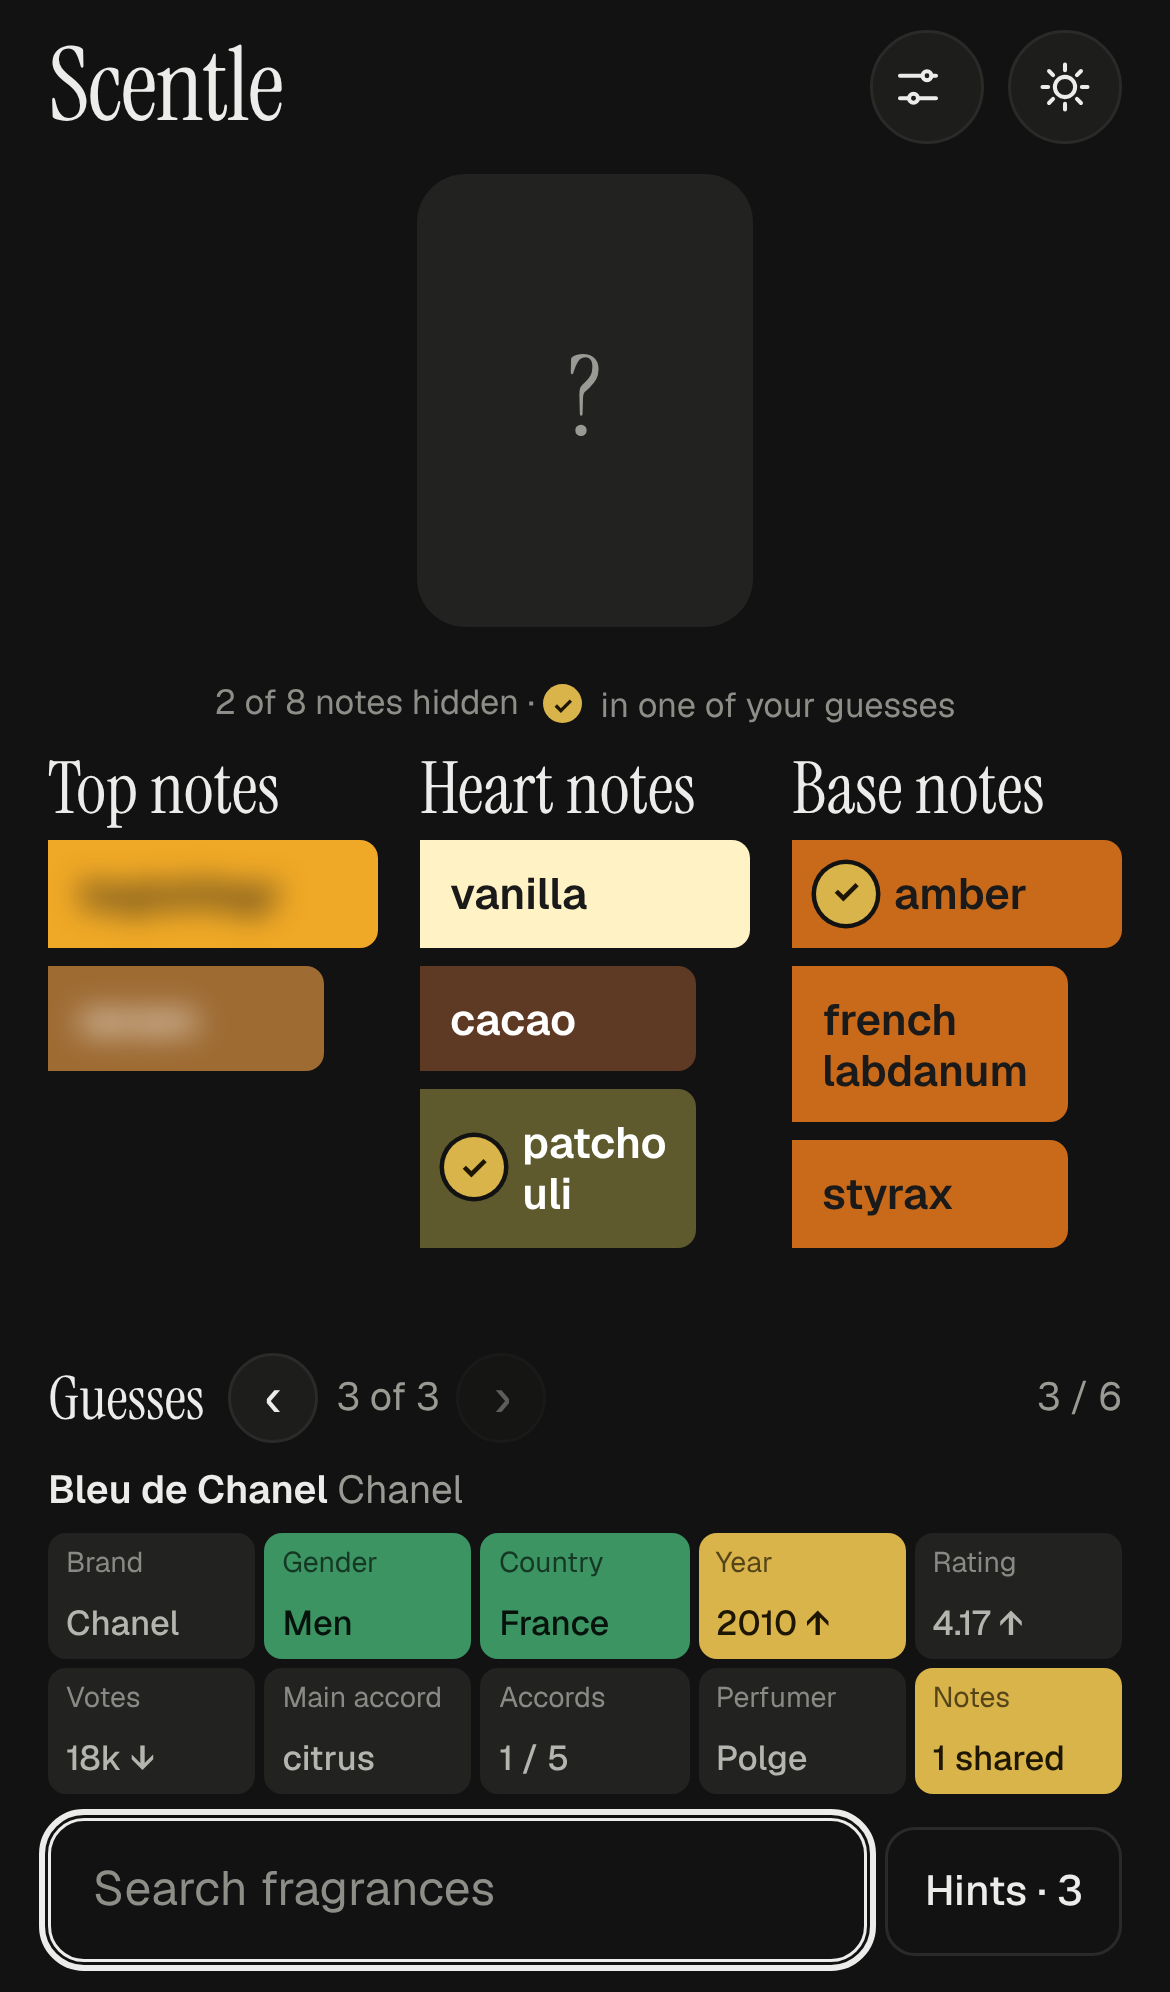 Scentle
?
2 of 8 notes hidden · in one of your guesses
Top notes
Heart notes
vanilla
cacao
patcho
uli
Base notes
amber
french
labdanum
styrax
Guesses ‹ 3 of 3 › 3 / 6
Bleu de Chanel Chanel
Brand
Chanel
Gender
Men
Country
France
Year
2010 ↑
Rating
4.17 ↑
Votes
18k ↓
Main accord
citrus
Accords
1 / 5
Perfumer
Polge
Notes
1 shared
Search fragrances
Hints · 3